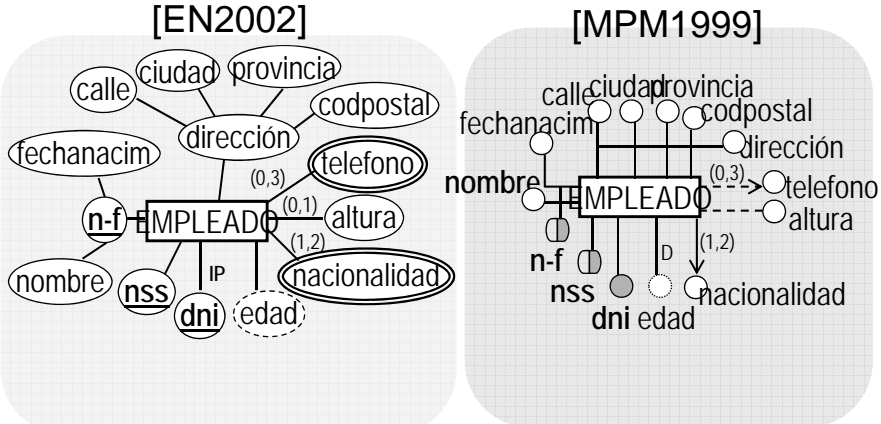 [EN2002]
ciudad
provincia
calle
codpostal
dirección
fechanacim
telefono
(0,3)
n-f
EMPLEADO
(0,1)
altura
(1,2)
nombre
nss
IP
dni
edad
nacionalidad
[MPM1999]
calle
ciudad
provincia
codpostal
fechanacim
dirección
nombre
EMPLEADO
(0,3)
telefono
altura
n-f
nss
D
(1,2)
dni
edad
nacionalidad